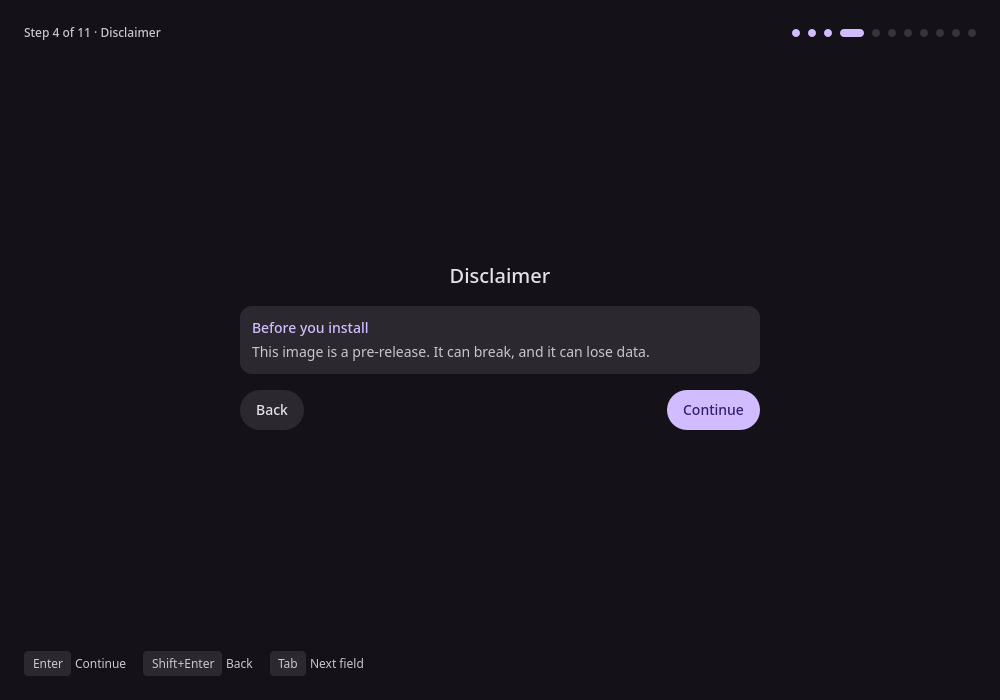 Step 4 of 11 · Disclaimer
Disclaimer
Before you install
This image is a pre-release. It can break, and it can lose data.
Back
Continue
Enter Continue Shift+Enter Back Tab Next field